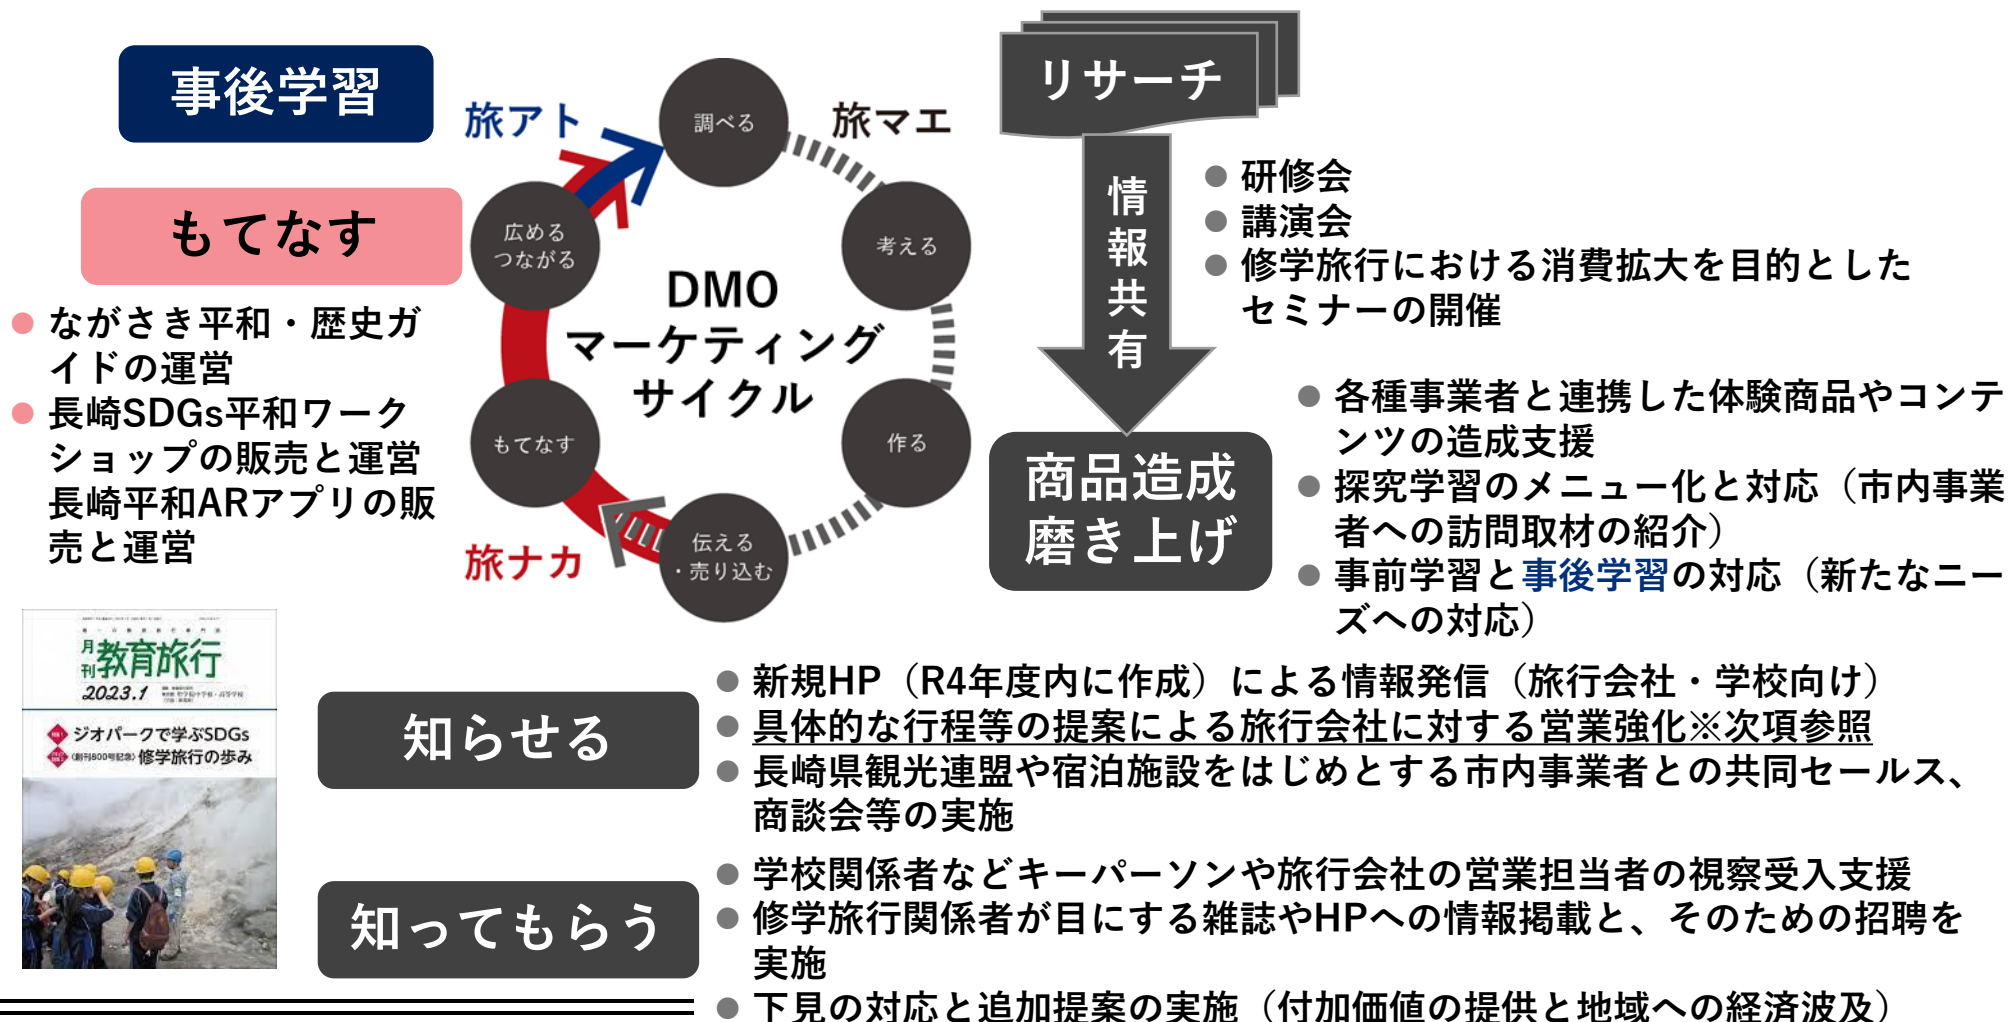 事後学習
もてなす
ながさき平和・歴史ガ
イドの運営
長崎SDGs平和ワーク
ショップの販売と運営
長崎平和ARアプリの販
売と運営
旅アト
旅マエ
旅ナカ
調べる
考える
作る
伝える
・売り込む
もてなす
広める
つながる
DMO
マーケティング
サイクル
リサーチ
情報共有
研修会
講演会
修学旅行における消費拡大を目的とした
セミナーの開催
商品造成
磨き上げ
各種事業者と連携した体験商品やコンテ
ンツの造成支援
探究学習のメニュー化と対応（市内事業
者への訪問取材の紹介）
事前学習と事後学習の対応（新たなニー
ズへの対応）
月刊
教育旅行
2023.1
ジオパークで学ぶSDGs
〈創刊800号記念〉修学旅行の歩み
知らせる
新規HP（R4年度内に作成）による情報発信（旅行会社・学校向け）
具体的な行程等の提案による旅行会社に対する営業強化※次項参照
長崎県観光連盟や宿泊施設をはじめとする市内事業者との共同セールス、
商談会等の実施
知ってもらう
学校関係者などキーパーソンや旅行会社の営業担当者の視察受入支援
修学旅行関係者が目にする雑誌やHPへの情報掲載と、そのための招聘を
実施
下見の対応と追加提案の実施（付加価値の提供と地域への経済波及）